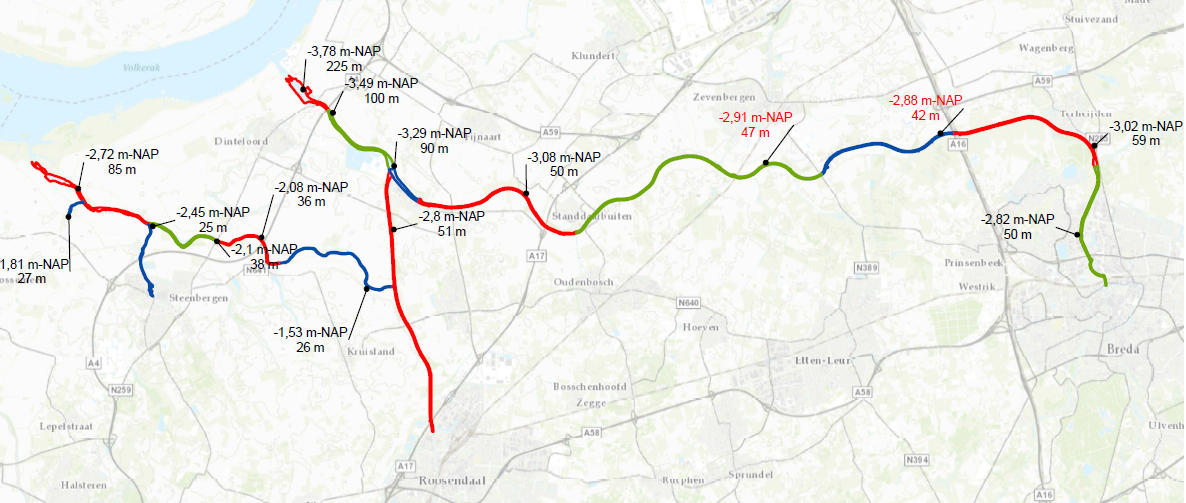 Made
Stuivezand
-3,78 m-NAP
225 m
Wagenberg
Klundert
Volkerak
-3,49 m-NAP
100 m
A59
Zevenbergen
-2,88 m-NAP
42 m
-2,91 m-NAP
47 m
Terheijden
-3,29 m-NAP
90 m
A59
-3,02 m-NAP
59 m
Dinteloord
A16
-2,72 m-NAP
85 m
-3,08 m-NAP
50 m
-2,08 m-NAP
36 m
-2,45 m-NAP
25 m
-2,8 m-NAP
51 m
Standdaarbuiten
-2,82 m-NAP
50 m
-2,1 m-NAP
38 m
A17
1,81 m-NAP
27 m
Prinsenbeek
N389
Oudenbosch
Westrik
Steenbergen
N640
Hoeven
-1,53 m-NAP
26 m
Kruisland
Etten-Leur
Breda
A4
N259
Bosschenhoofd
A58
Zegge
Lepelstraat
A58
Ulvenh
N394
A17
Roosendaal
Rucphen
Sprundel
Halsteren
A16